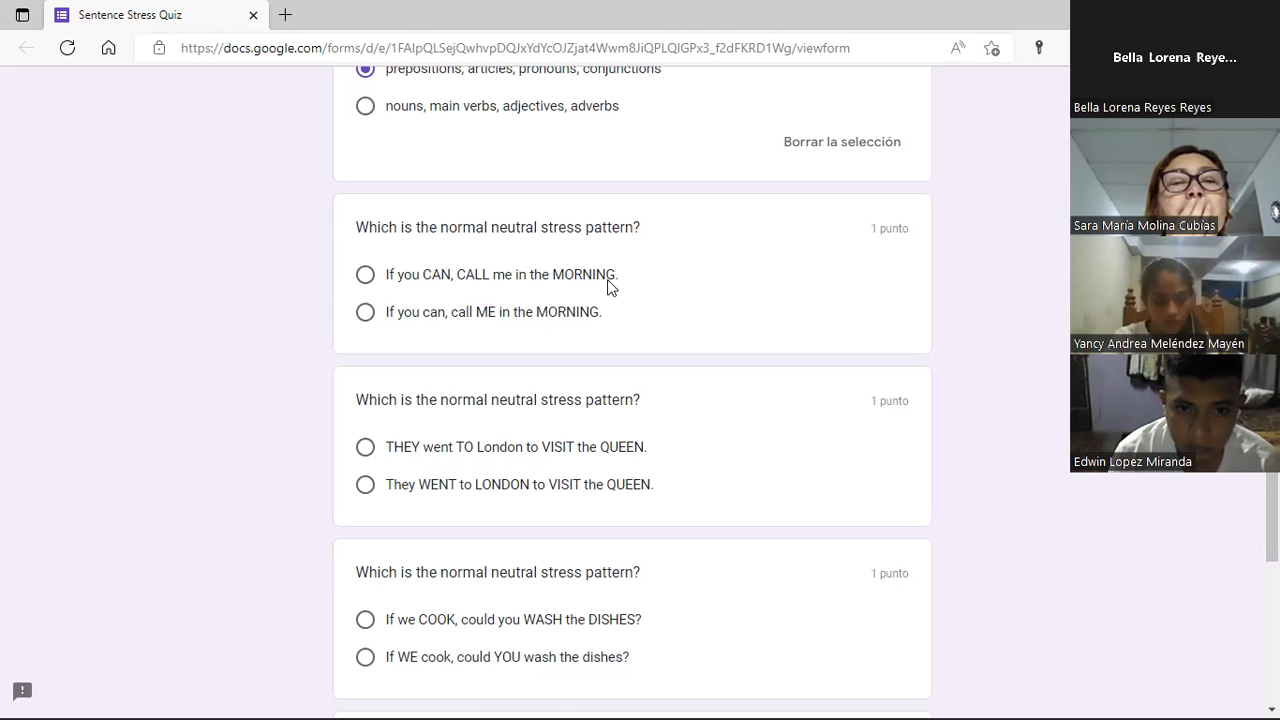 Sentence Stress Quiz
https://docs.google.com/forms/d/e/1FAIpQLSejQwhvpDQJxYdYcOJZjat4Wwm8JiQPLQIGPx3_f2dFKRD1Wg/viewform
prepositions, articles, pronouns, conjunctions
nouns, main verbs, adjectives, adverbs
Borrar la selección
Which is the normal neutral stress pattern?
1 punto
If you CAN, CALL me in the MORNING.
If you can, call ME in the MORNING.
Which is the normal neutral stress pattern?
1 punto
THEY went TO London to VISIT the QUEEN.
They WENT to LONDON to VISIT the QUEEN.
Which is the normal neutral stress pattern?
1 punto
If we COOK, could you WASH the DISHES?
If WE cook, could YOU wash the dishes?
Bella Lorena Reye...
Bella Lorena Reyes Reyes
Sara María Molina Cubías
Yancy Andrea Meléndez Mayén
Edwin Lopez Miranda